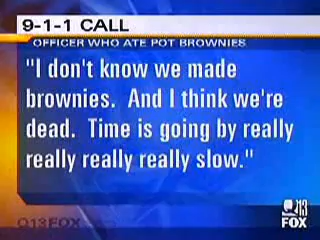 9-1-1 CALL
OFFICER WHO ATE POT BROWNIES
"I don't know we made
brownies.  And I think we're
dead.  Time is going by really
really really really slow."
Q13FOX
Q13
FOX